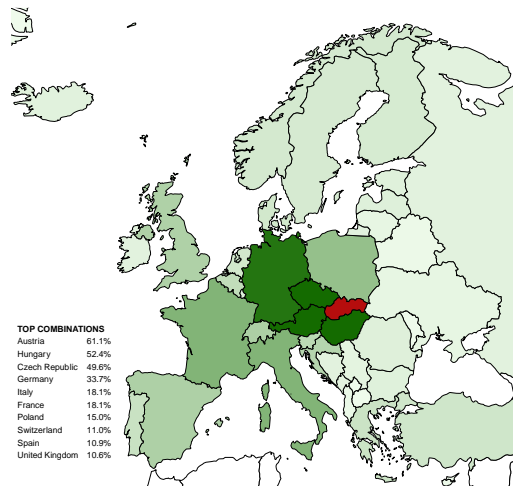 TOP COMBINATIONS
Austria 61.1%
Hungary 52.4%
Czech Republic 49.6%
Germany 33.7%
Italy 18.1%
France 18.1%
Poland 15.0%
Switzerland 11.0%
Spain 10.9%
United Kingdom 10.6%